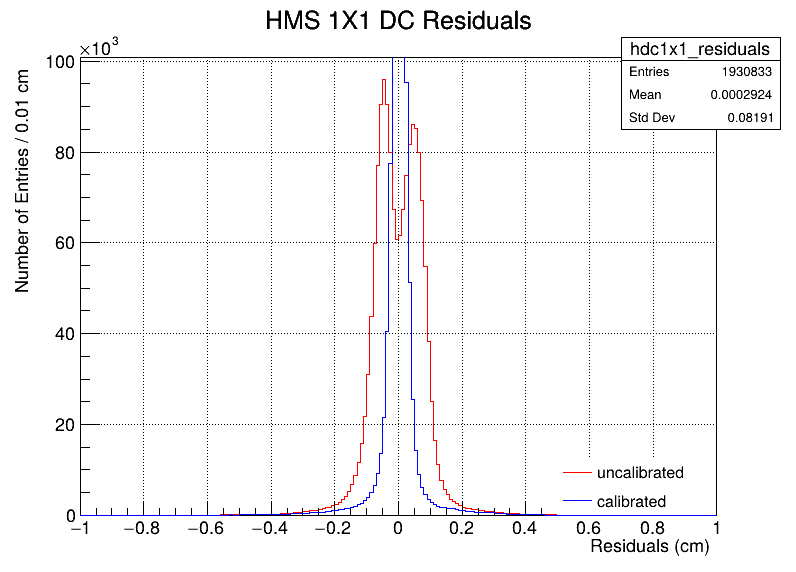 HMS 1X1 DC Residuals
×10³
hdc1x1_residuals
Entries 1930833
Mean 0.0002924
Std Dev 0.08191
Number of Entries / 0.01 cm
100
80
60
40
20
0
uncalibrated
calibrated
−1 −0.8 −0.6 −0.4 −0.2 0 0.2 0.4 0.6 0.8 1
Residuals (cm)